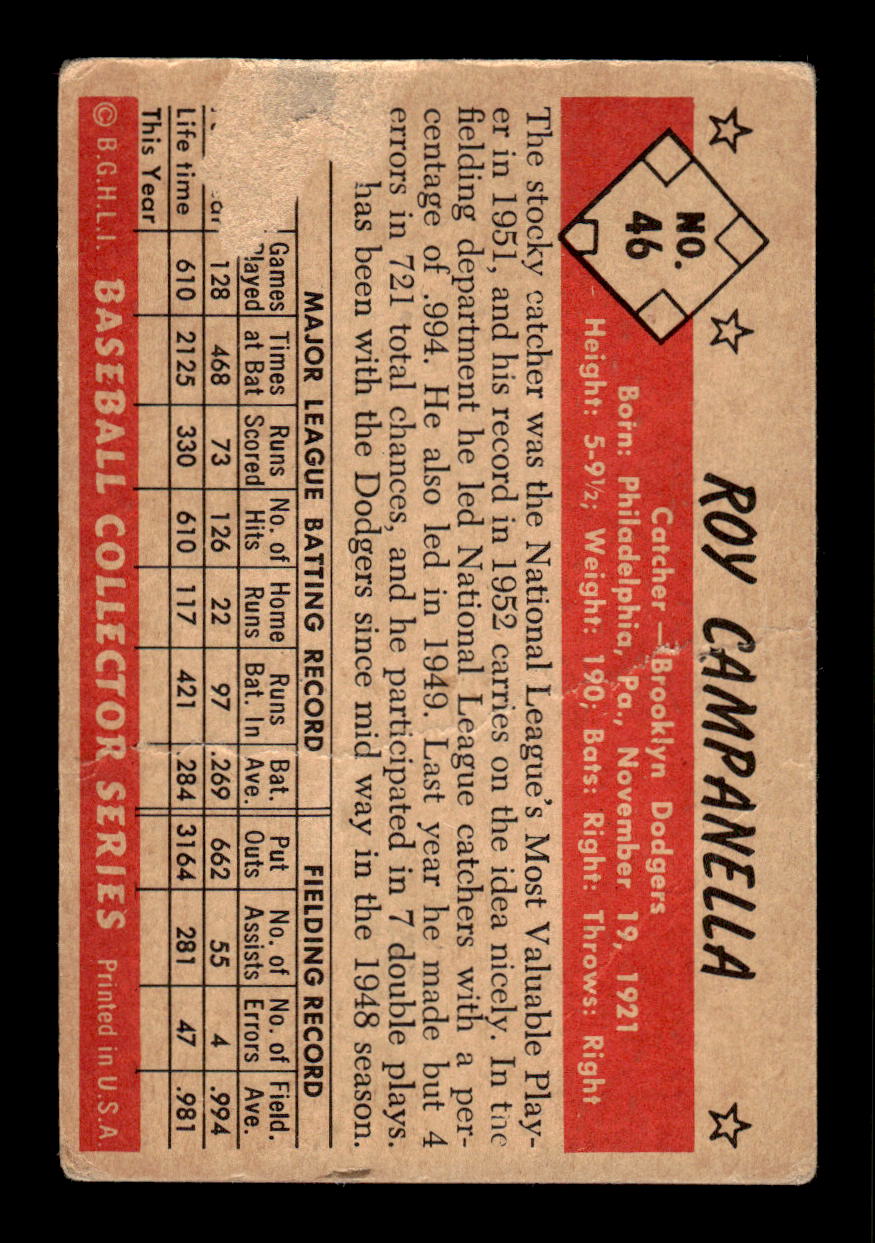 NO.
46
ROY CAMPANELLA
Catcher — Brooklyn Dodgers
Born: Philadelphia, Pa., November 19, 1921
Height: 5-9½; Weight: 190; Bats: Right: Throws: Right
The stocky catcher was the National League's Most Valuable Play-
er in 1951, and his record in 1952 carries on the idea nicely. In the
fielding department he led National League catchers with a per-
centage of .994. He also led in 1949. Last year he made but 4
errors in 721 total chances, and he participated in 7 double plays.
has been with the Dodgers since mid way in the 1948 season.
MAJOR LEAGUE BATTING RECORD FIELDING RECORD
Games Times Runs No. of Home Runs Bat. Put No. of No. of Field.
Played at Bat Scored Hits Runs Bat. In Ave. Outs Assists Errors Ave.
128 468 73 126 22 97 .269 662 55 4 .994
Life time 610 2125 330 610 117 421 .284 3164 281 47 .981
This Year
© B.G.H.L.I. BASEBALL COLLECTOR SERIES Printed in U.S.A.